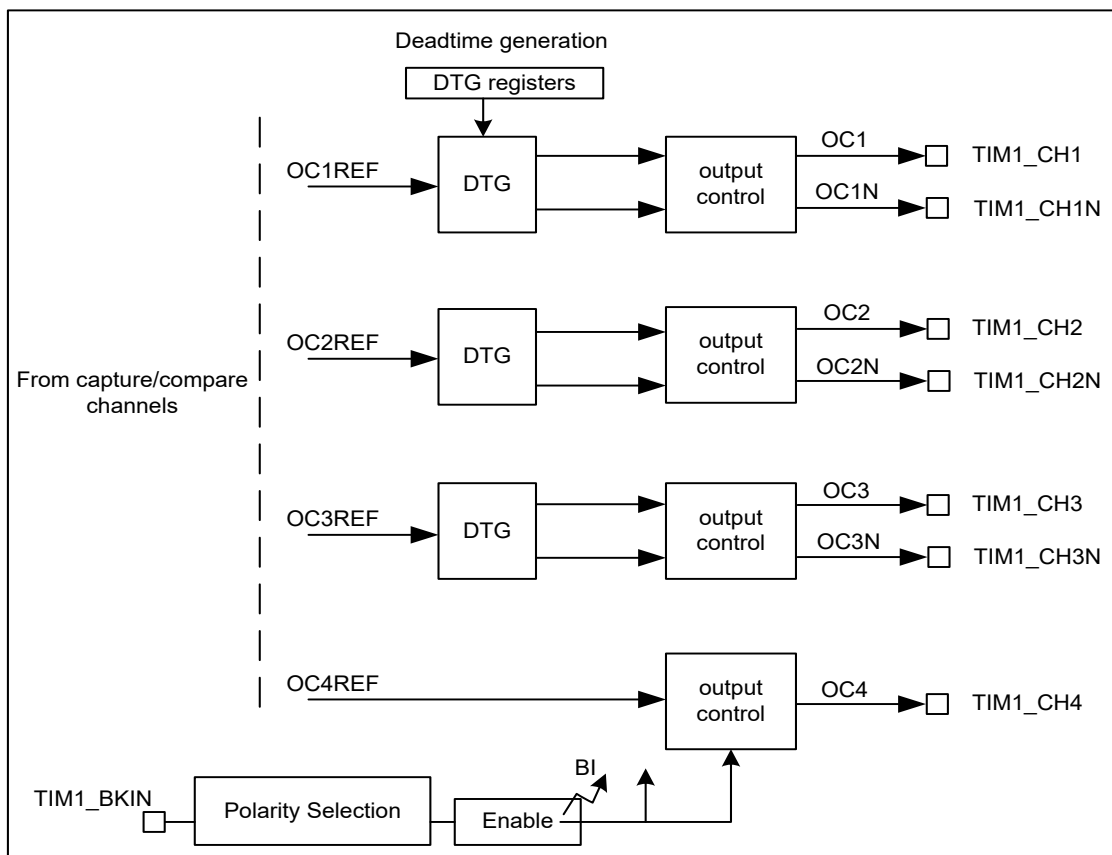 Deadtime generation
DTG registers
OC1REF
DTG
output
control
OC1
OC1N
TIM1_CH1
TIM1_CH1N
OC2REF
DTG
output
control
OC2
OC2N
TIM1_CH2
TIM1_CH2N
From capture/compare
channels
OC3REF
DTG
output
control
OC3
OC3N
TIM1_CH3
TIM1_CH3N
OC4REF
output
control
OC4
TIM1_CH4
TIM1_BKIN
Polarity Selection
Enable
BI